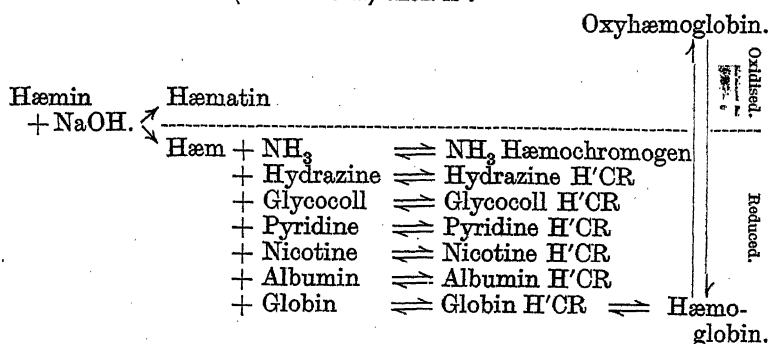 Oxyhæmoglobin.
Oxidised.
Hæmin
+ NaOH.
Hæmatin
Hæm + NH₃ ⇌ NH₃ Hæmochromogen
+ Hydrazine ⇌ Hydrazine H'CR
+ Glycocoll ⇌ Glycocoll H'CR
+ Pyridine ⇌ Pyridine H'CR
+ Nicotine ⇌ Nicotine H'CR
+ Albumin ⇌ Albumin H'CR
+ Globin ⇌ Globin H'CR ⇌ Hæmo-
globin.
Reduced.